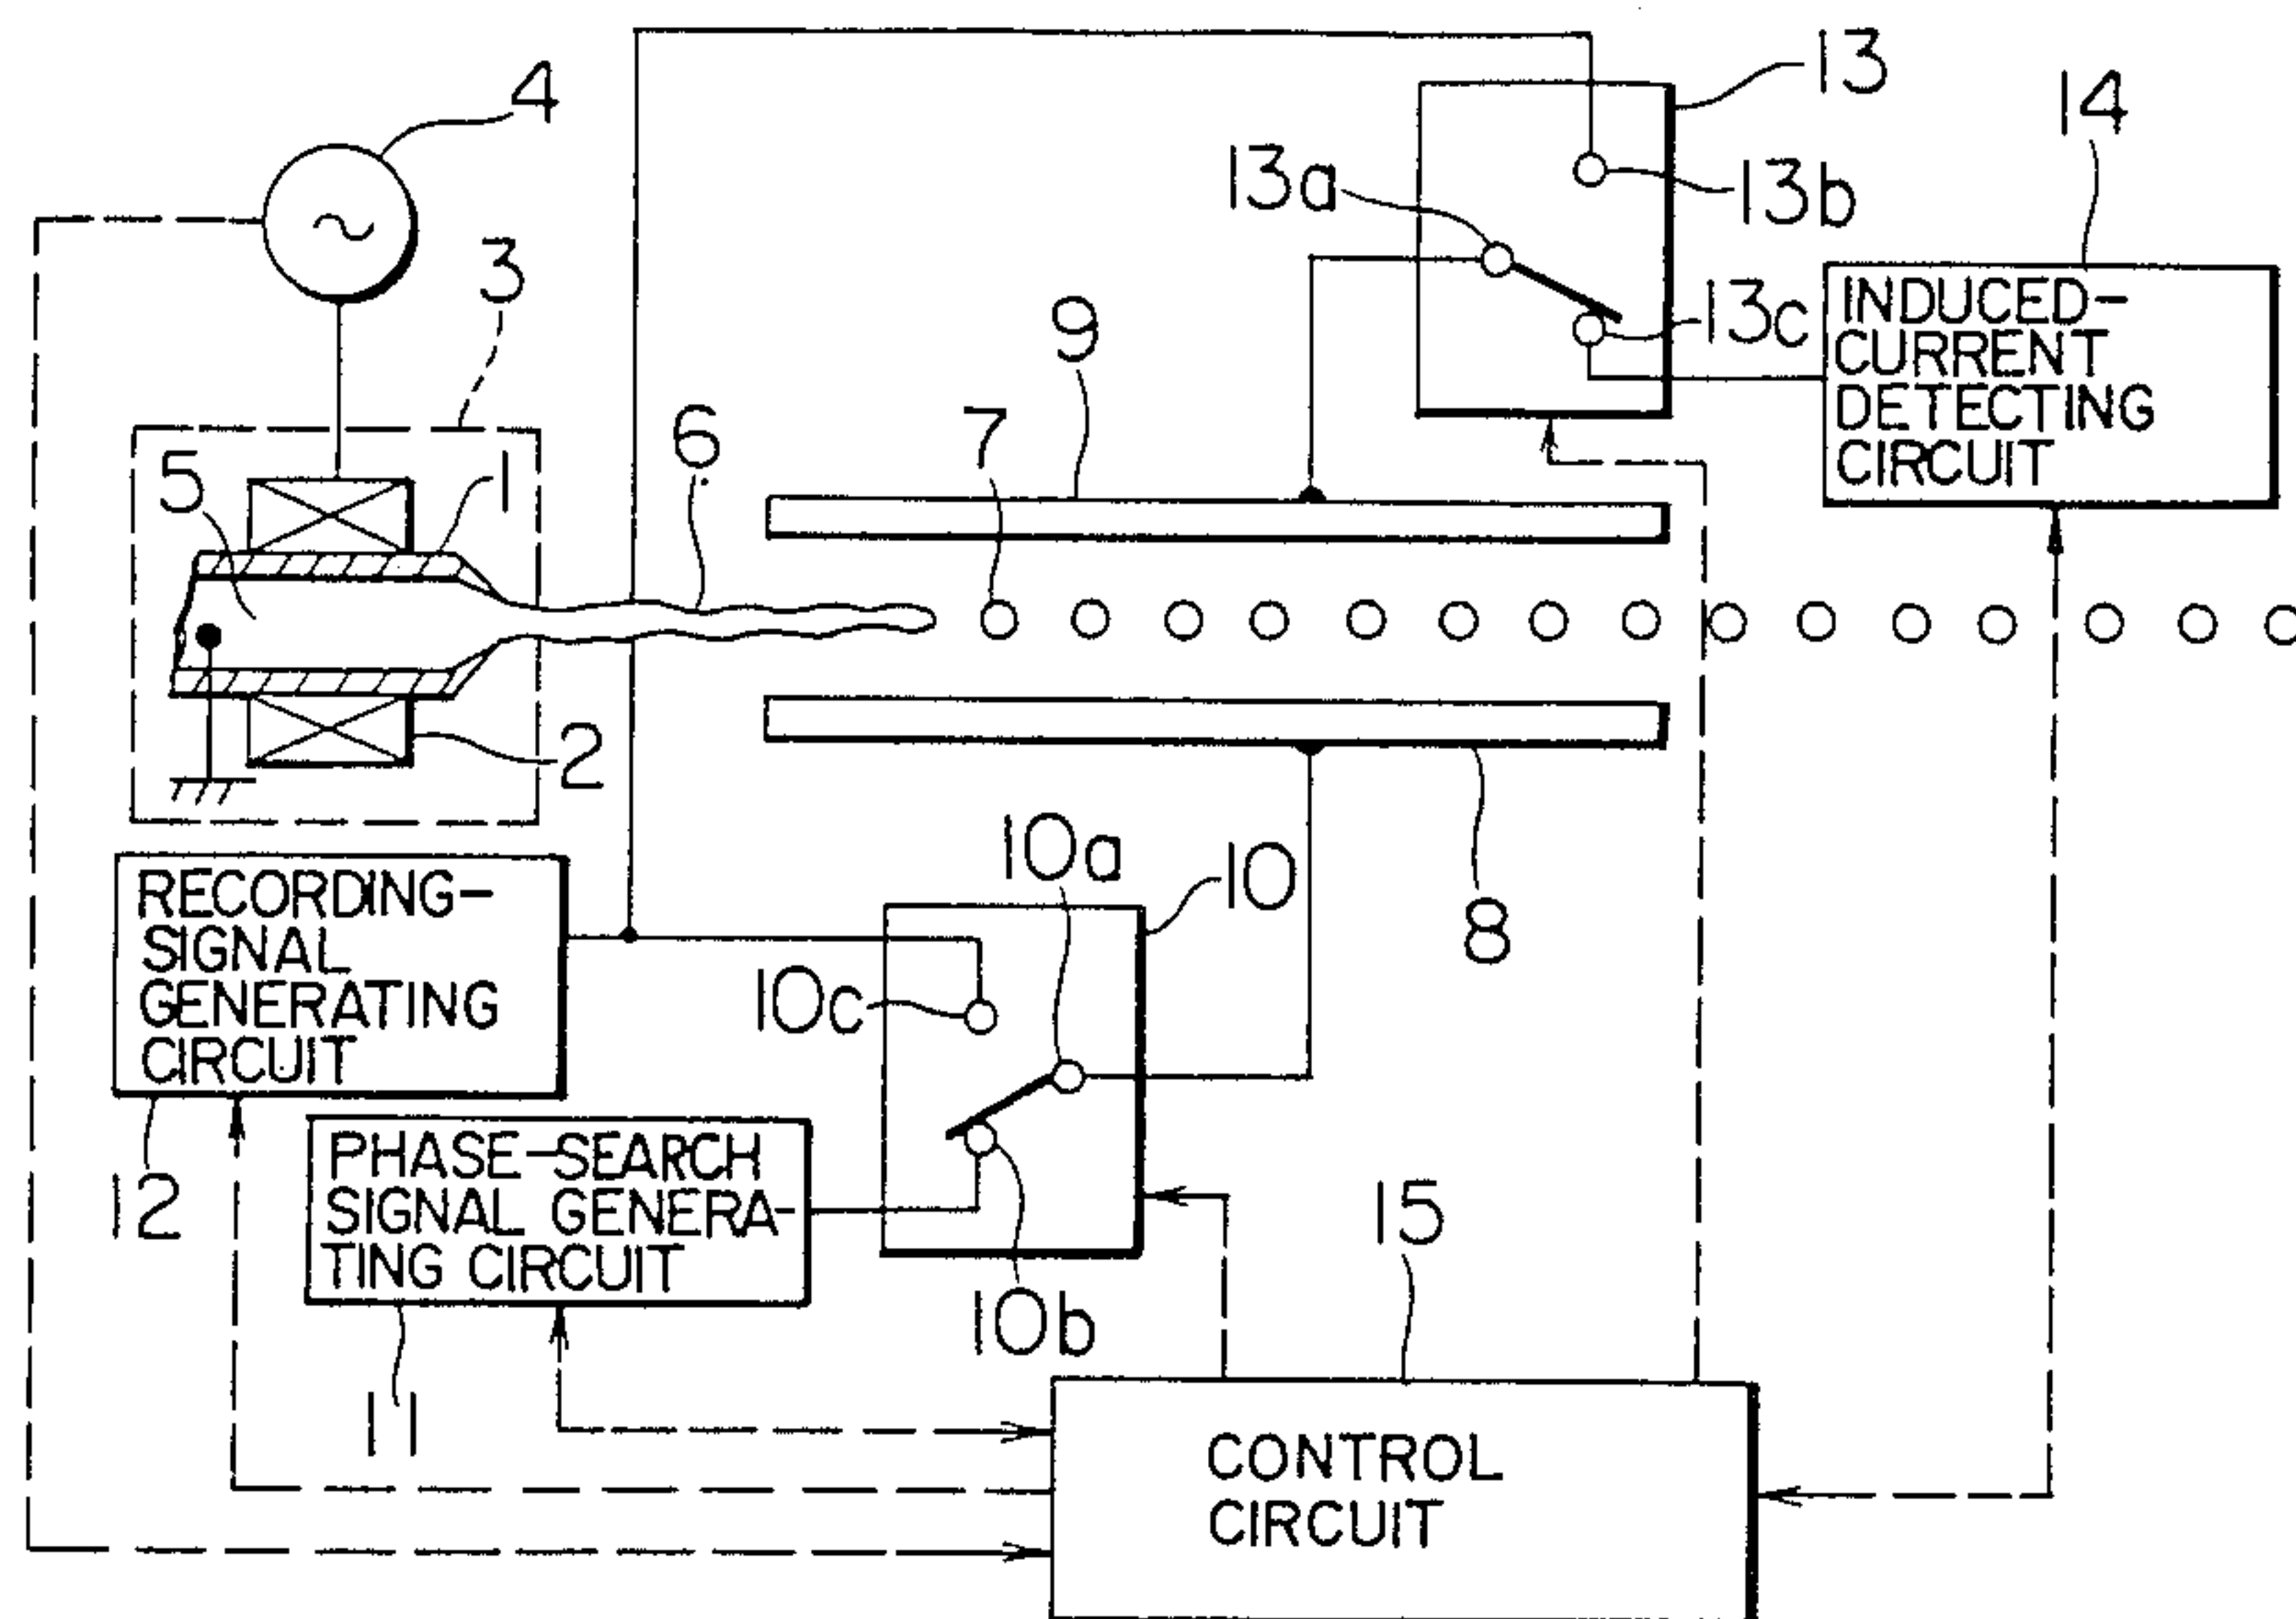 4
13
14
13a
13b
3
13c
INDUCED-
CURRENT
DETECTING
CIRCUIT
9
7
6
5
1
2
10a
10
8
RECORDING-
SIGNAL
GENERATING
CIRCUIT
10c
12
PHASE-SEARCH
SIGNAL GENERA-
TING CIRCUIT
15
10b
11
CONTROL
CIRCUIT